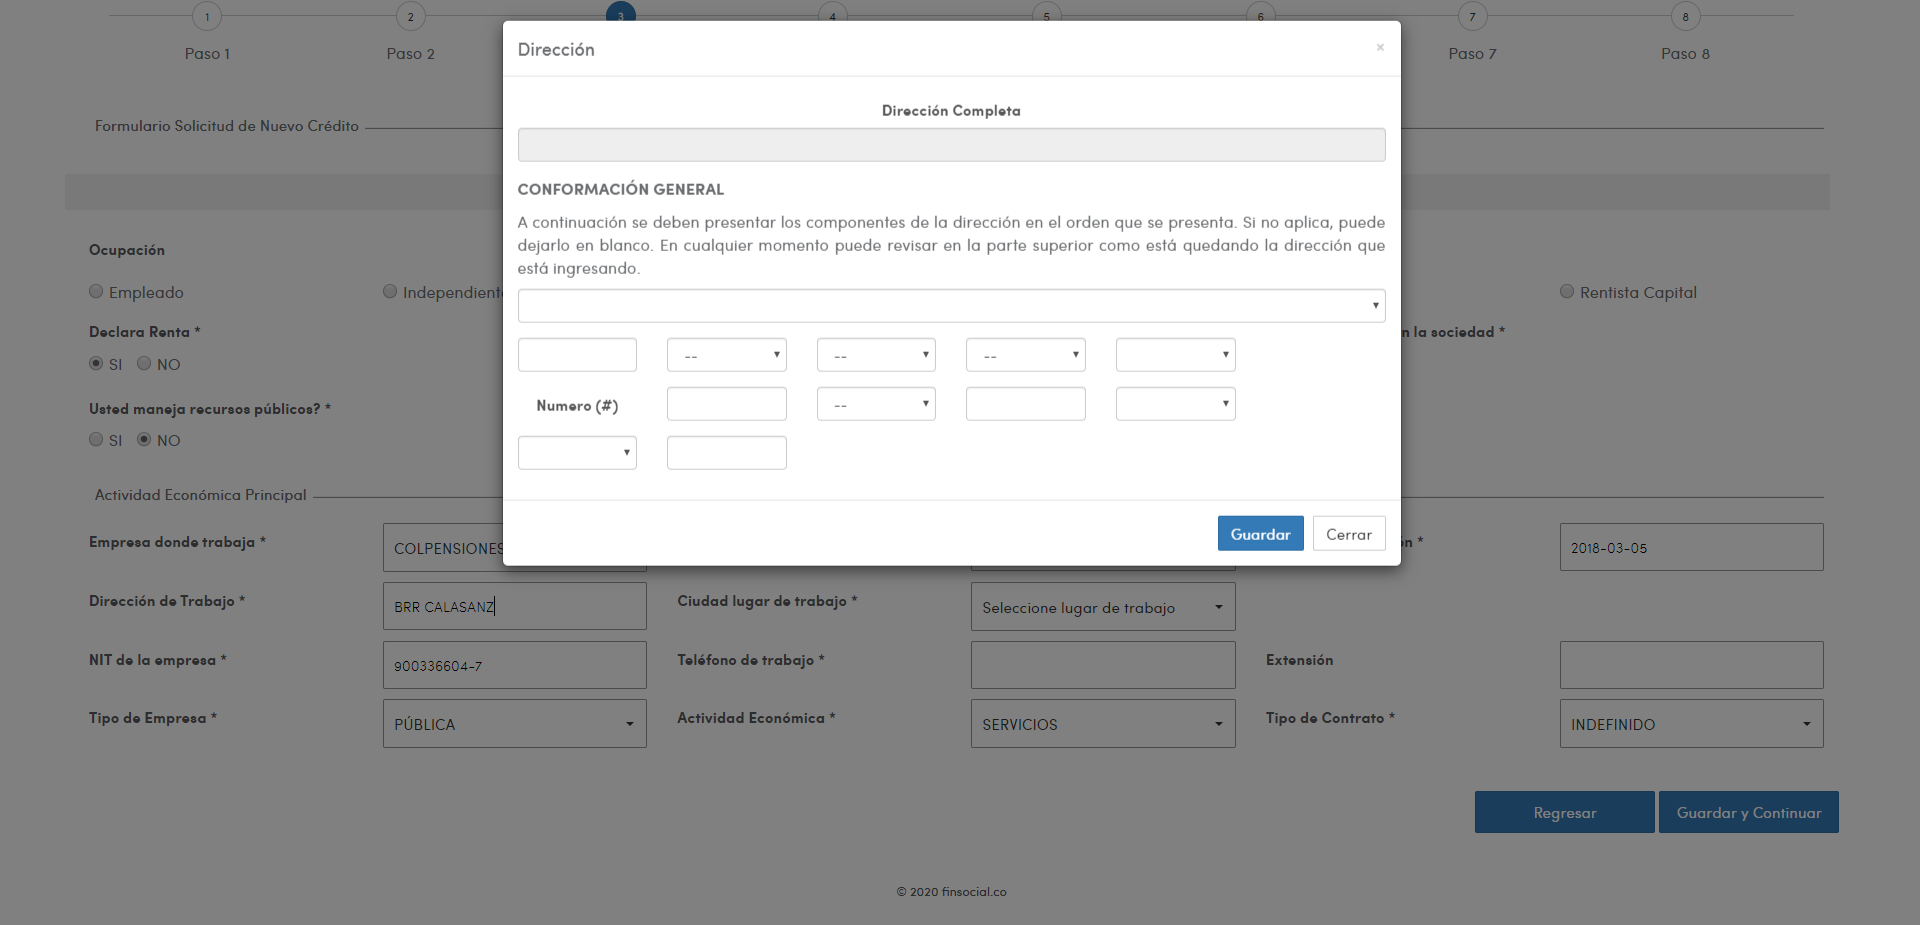 1 2 3 4 5 6 7 8
Paso 1 Paso 2 Paso 7 Paso 8
Dirección ×
Dirección Completa
Formulario Solicitud de Nuevo Crédito
CONFORMACIÓN GENERAL
A continuación se deben presentar los componentes de la dirección en el orden que se presenta. Si no aplica, puede
dejarlo en blanco. En cualquier momento puede revisar en la parte superior como está quedando la dirección que
está ingresando.
-- -- --
Numero (#) --
Guardar Cerrar
Ocupación
Empleado Independiente Rentista Capital
Declara Renta * n la sociedad *
SI NO
Usted maneja recursos públicos? *
SI NO
Actividad Económica Principal
Empresa donde trabaja * COLPENSIONES ón * 2018-03-05
Dirección de Trabajo * BRR CALASANZ Ciudad lugar de trabajo * Seleccione lugar de trabajo
NIT de la empresa * 900336604-7 Teléfono de trabajo * Extensión
Tipo de Empresa * PÚBLICA Actividad Económica * SERVICIOS Tipo de Contrato * INDEFINIDO
Regresar Guardar y Continuar
© 2020 finsocial.co